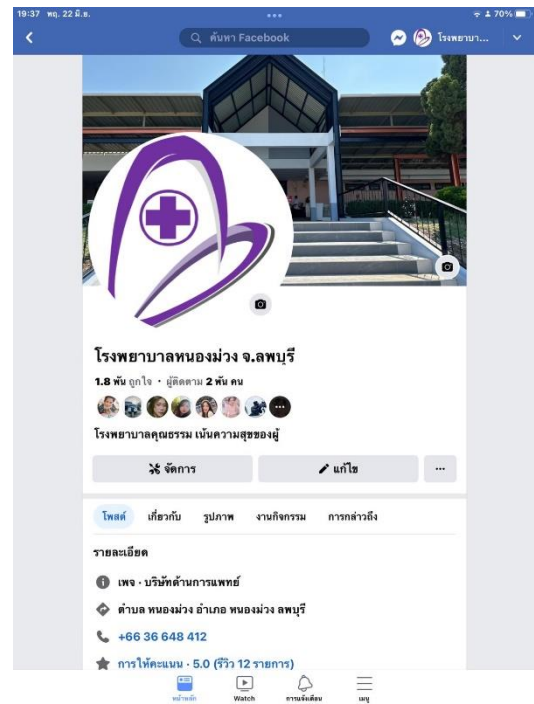 19:37 พฤ. 22 มิ.ย.
70%
ค้นหา Facebook
โรงพยาบา...
โรงพยาบาลหนองม่วง จ.ลพบุรี
1.8 พัน ถูกใจ • ผู้ติดตาม 2 พัน คน
โรงพยาบาลคุณธรรม เน้นความสุขของผู้
จัดการ
แก้ไข
โพสต์ เกี่ยวกับ รูปภาพ งานกิจกรรม การกล่าวถึง
รายละเอียด
เพจ · บริษัทด้านการแพทย์
ตำบล หนองม่วง อำเภอ หนองม่วง ลพบุรี
+66 36 648 412
การให้คะแนน · 5.0 (รีวิว 12 รายการ)
หน้าหลัก Watch การแจ้งเตือน เมนู